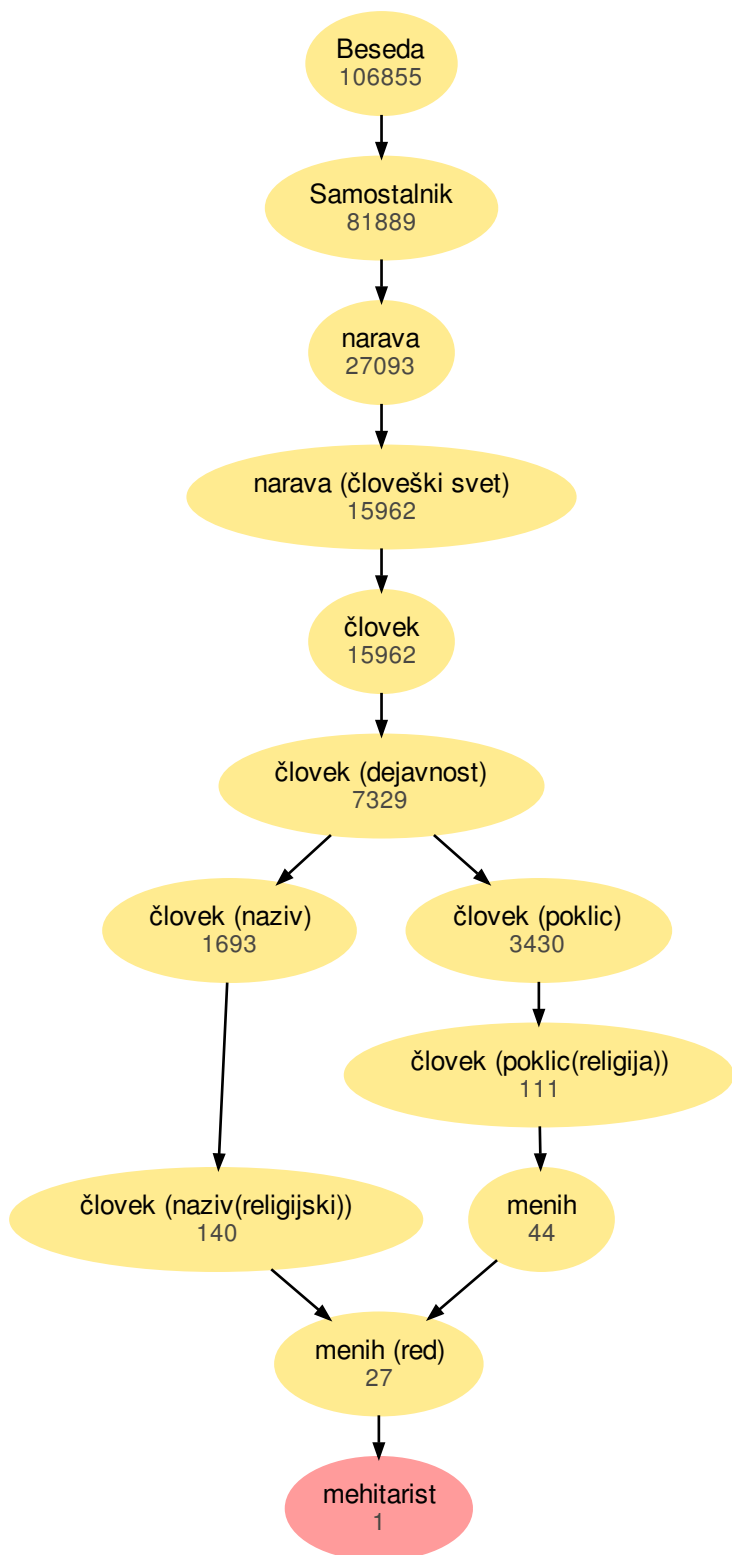 Beseda
106855
Samostalnik
81889
narava
27093
narava (človeški svet)
15962
človek
15962
človek (dejavnost)
7329
človek (naziv)
1693
človek (poklic)
3430
človek (poklic(religija))
111
človek (naziv(religijski))
140
menih
44
menih (red)
27
mehitarist
1